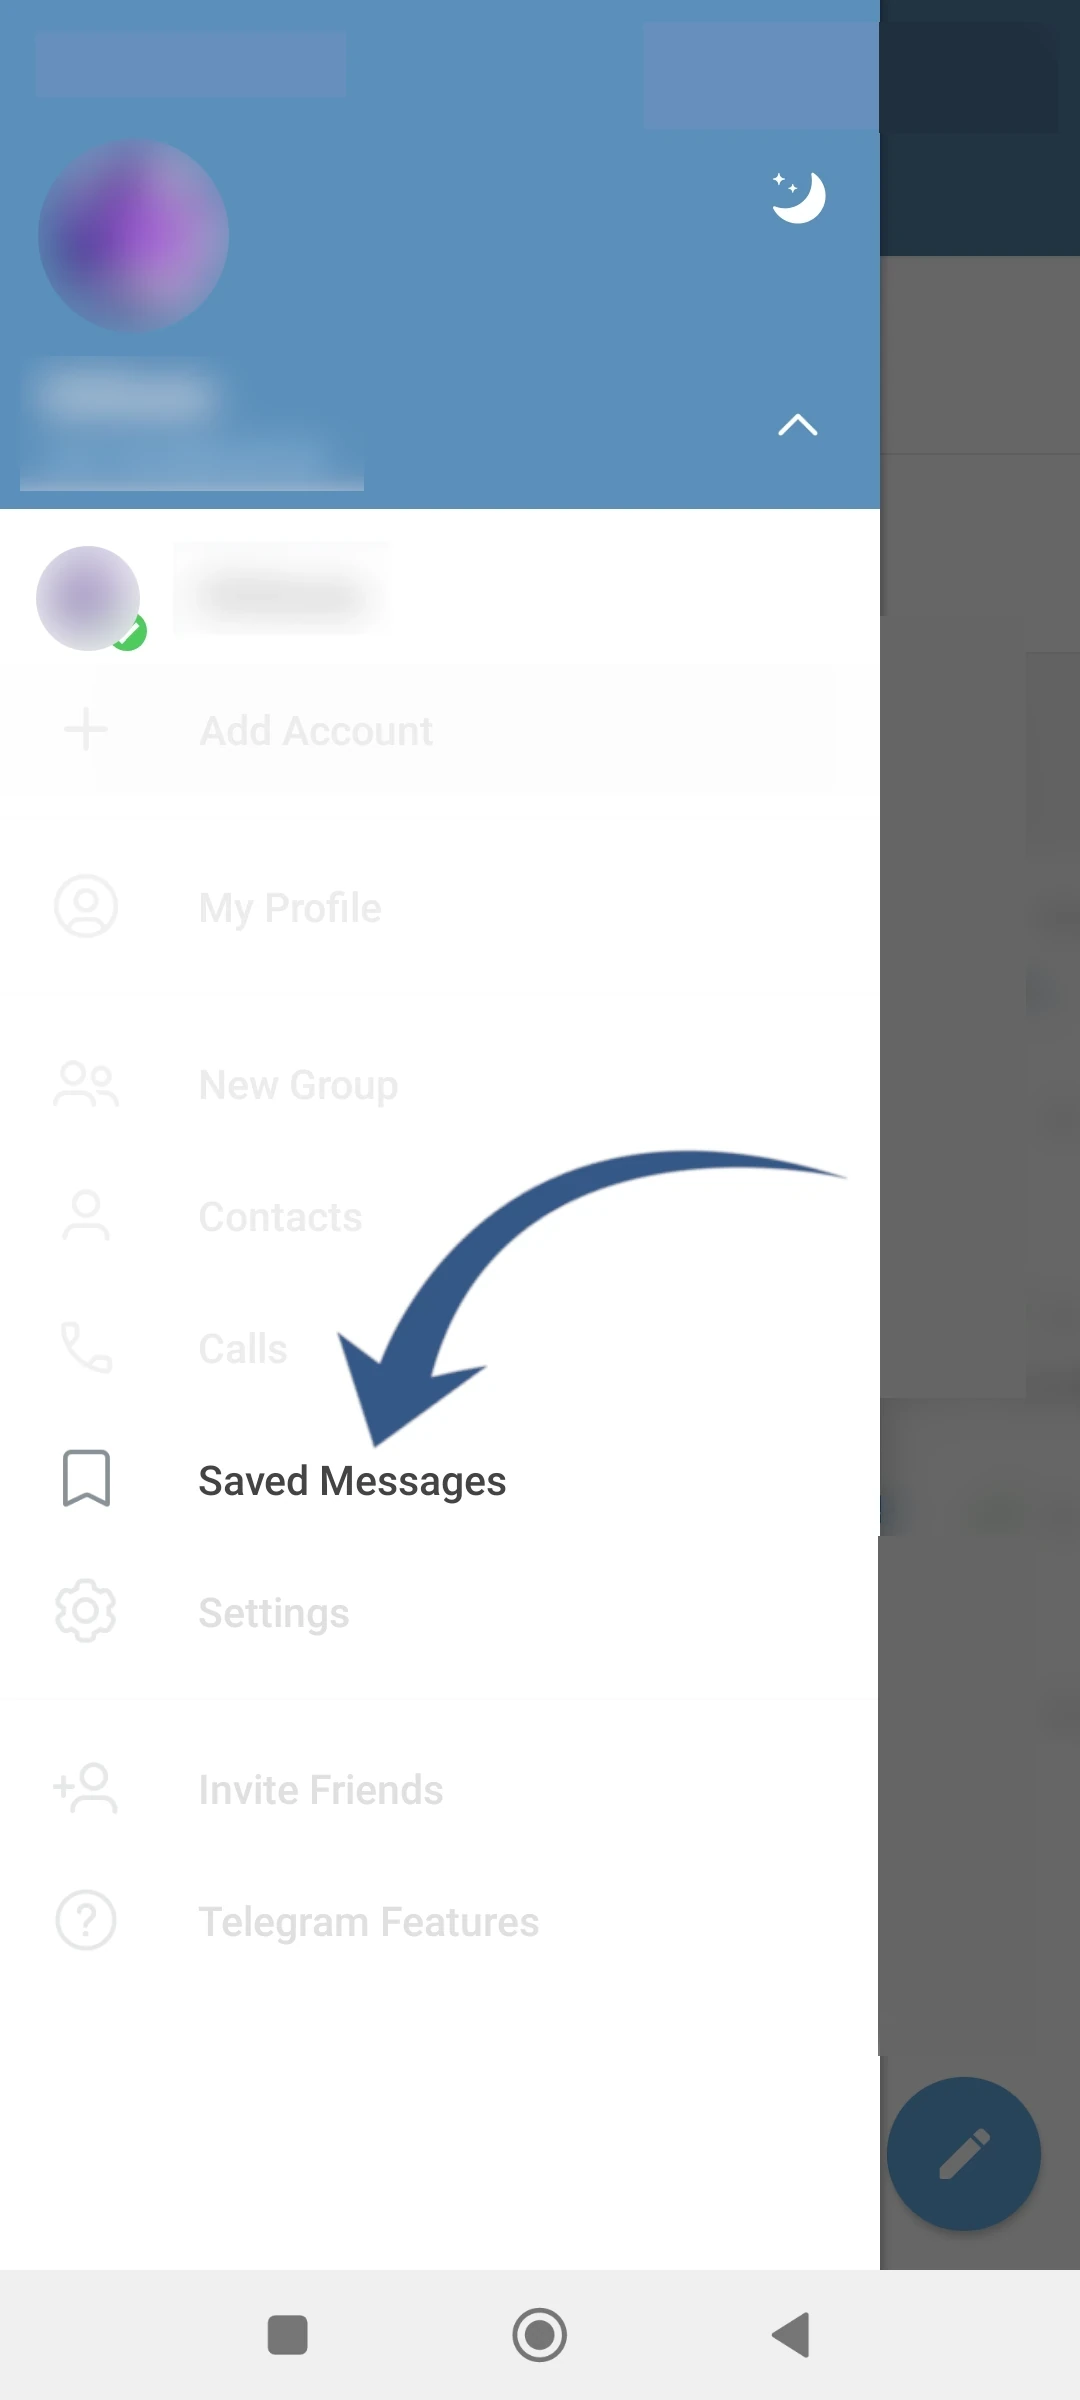 Add Account
My Profile
New Group
Contacts
Calls
Saved Messages
Settings
Invite Friends
Telegram Features